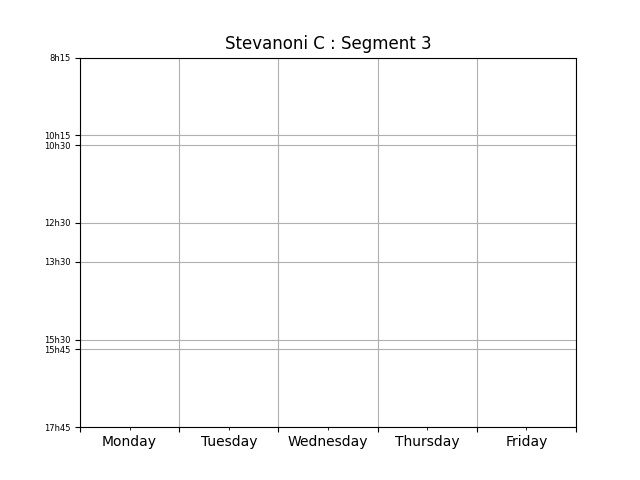 Stevanoni C : Segment 3
8h15
10h15
10h30
12h30
13h30
15h30
15h45
17h45
Monday Tuesday Wednesday Thursday Friday